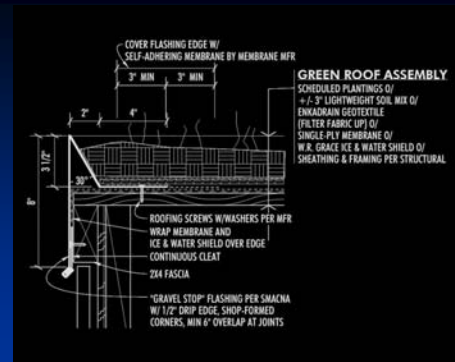 COVER FLASHING EDGE W/
SELF-ADHERING MEMBRANE BY MEMBRANE MFR
3" MIN
3" MIN
2"
4"
3 1/2"
30°
8"
GREEN ROOF ASSEMBLY
SCHEDULED PLANTINGS O/
+/- 3" LIGHTWEIGHT SOIL MIX O/
ENKADRAIN GEOTEXTILE
(FILTER FABRIC UP) O/
SINGLE-PLY MEMBRANE O/
W.R. GRACE ICE & WATER SHIELD O/
SHEATHING & FRAMING PER STRUCTURAL
ROOFING SCREWS W/WASHERS PER MFR
WRAP MEMBRANE AND
ICE & WATER SHIELD OVER EDGE
CONTINUOUS CLEAT
2X4 FASCIA
"GRAVEL STOP" FLASHING PER SMACNA
W/ 1/2" DRIP EDGE, SHOP-FORMED
CORNERS, MIN 6" OVERLAP AT JOINTS